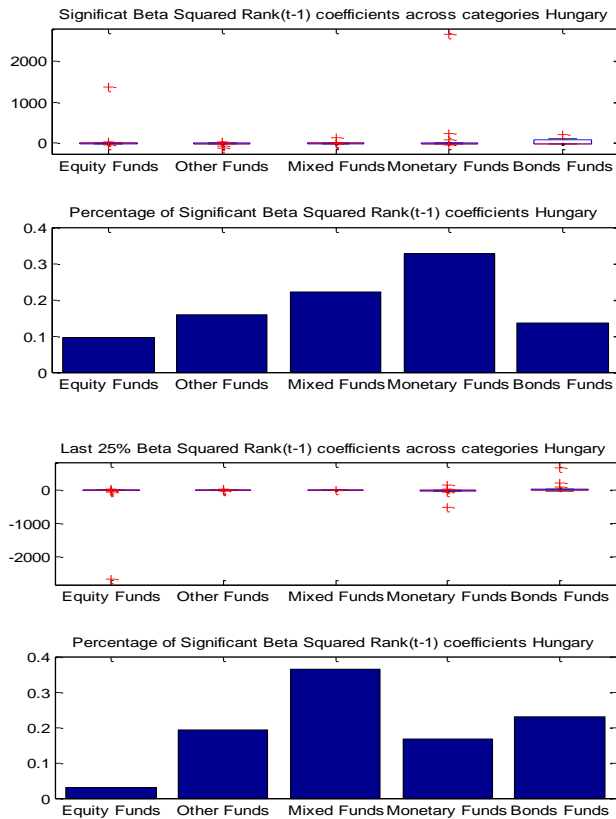 Significat Beta Squared Rank(t-1) coefficients across categories Hungary
2000
1000
0
Equity Funds Other Funds Mixed Funds Monetary Funds Bonds Funds
Percentage of Significant Beta Squared Rank(t-1) coefficients Hungary
0.4
0.3
0.2
0.1
0
Equity Funds Other Funds Mixed Funds Monetary Funds Bonds Funds
Last 25% Beta Squared Rank(t-1) coefficients across categories Hungary
0
-1000
-2000
Equity Funds Other Funds Mixed Funds Monetary Funds Bonds Funds
Percentage of Significant Beta Squared Rank(t-1) coefficients Hungary
0.4
0.3
0.2
0.1
0
Equity Funds Other Funds Mixed Funds Monetary Funds Bonds Funds